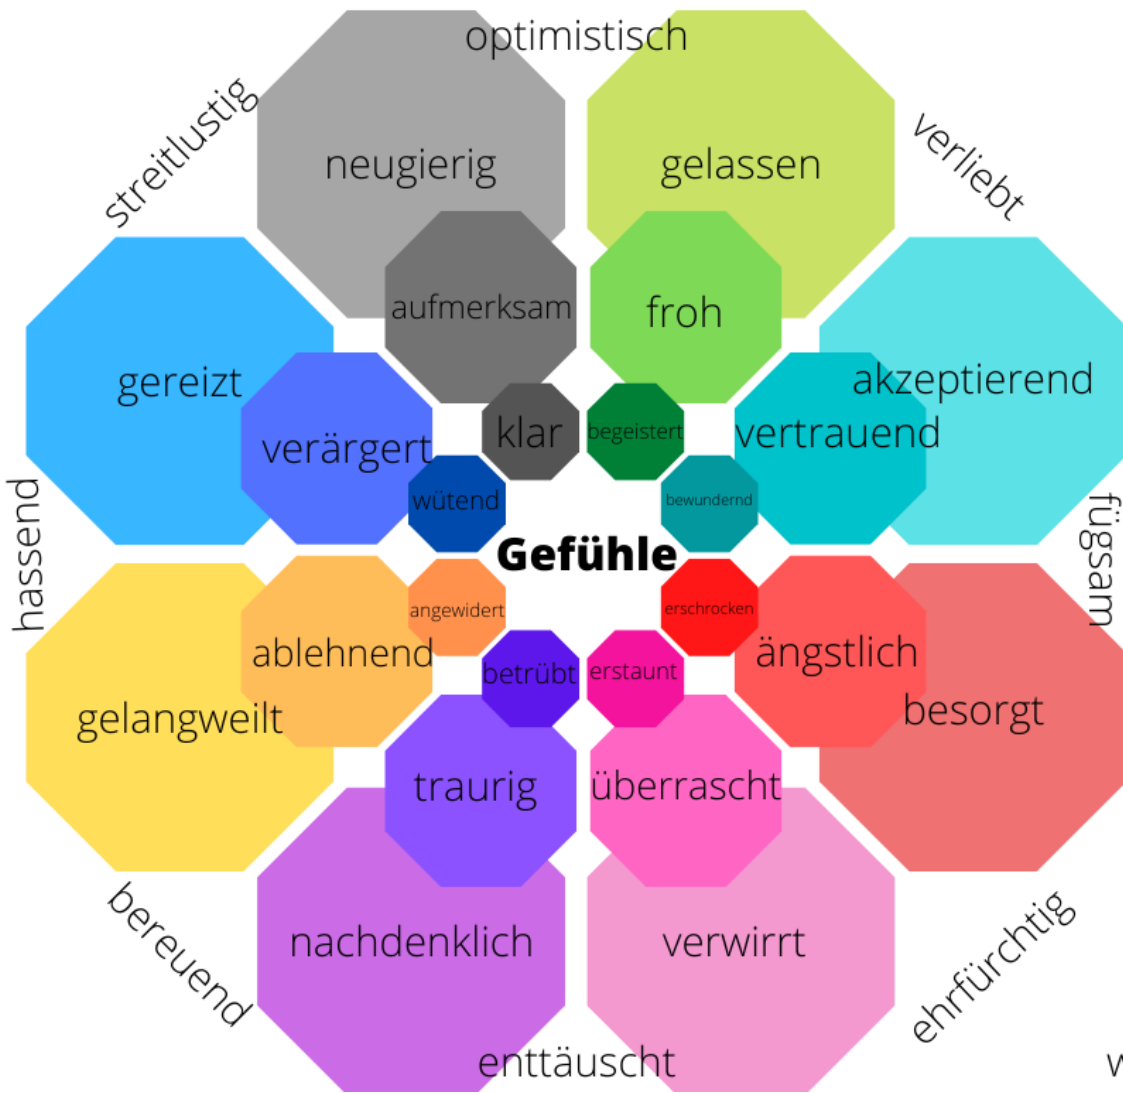 optimistisch
streitlustig
verliebt
neugierig
gelassen
aufmerksam
froh
gereizt
akzeptierend
verärgert
klar
begeistert
vertrauend
wütend
bewundernd
hassend
Gefühle
fügsam
angewidert
erschrocken
ablehnend
ängstlich
betrübt
erstaunt
gelangweilt
besorgt
traurig
überrascht
bereuend
nachdenklich
verwirrt
ehrfürchtig
enttäuscht